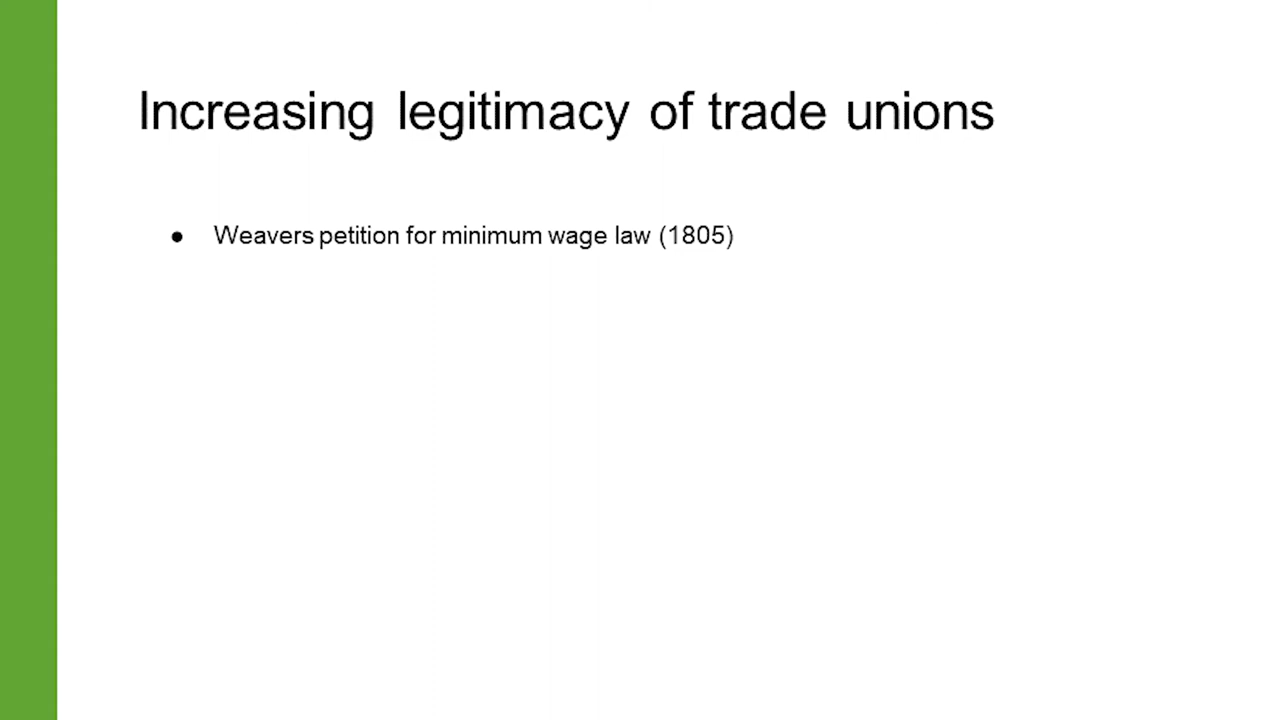 Increasing legitimacy of trade unions
● Weavers petition for minimum wage law (1805)